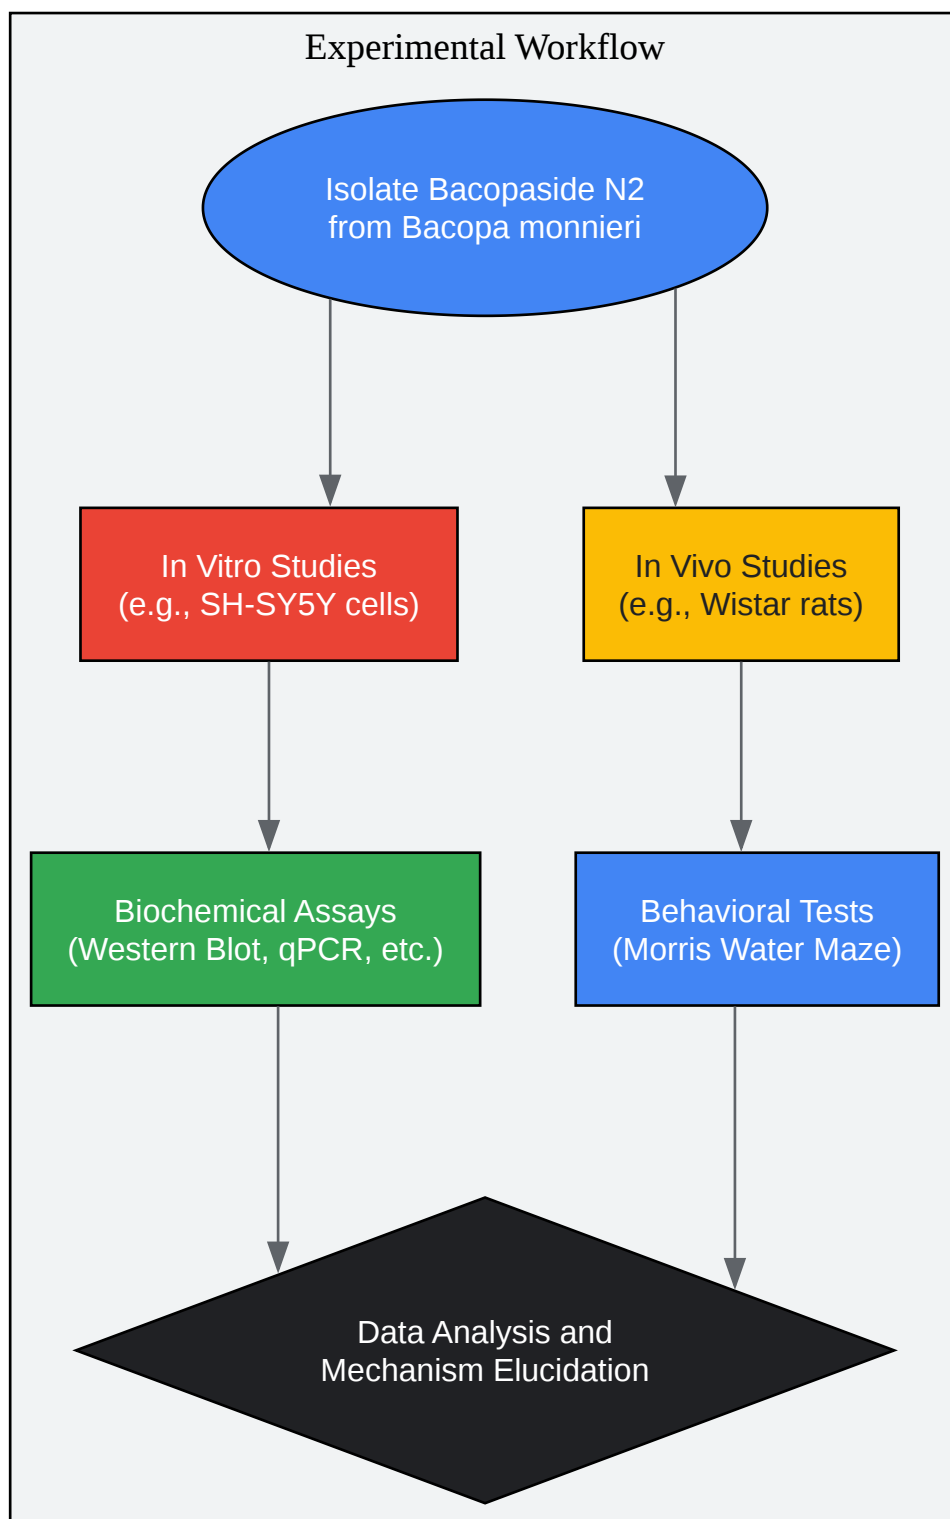 Experimental Workflow
Isolate Bacopaside N2
from Bacopa monnieri
In Vitro Studies
(e.g., SH-SY5Y cells)
In Vivo Studies
(e.g., Wistar rats)
Biochemical Assays
(Western Blot, qPCR, etc.)
Behavioral Tests
(Morris Water Maze)
Data Analysis and
Mechanism Elucidation